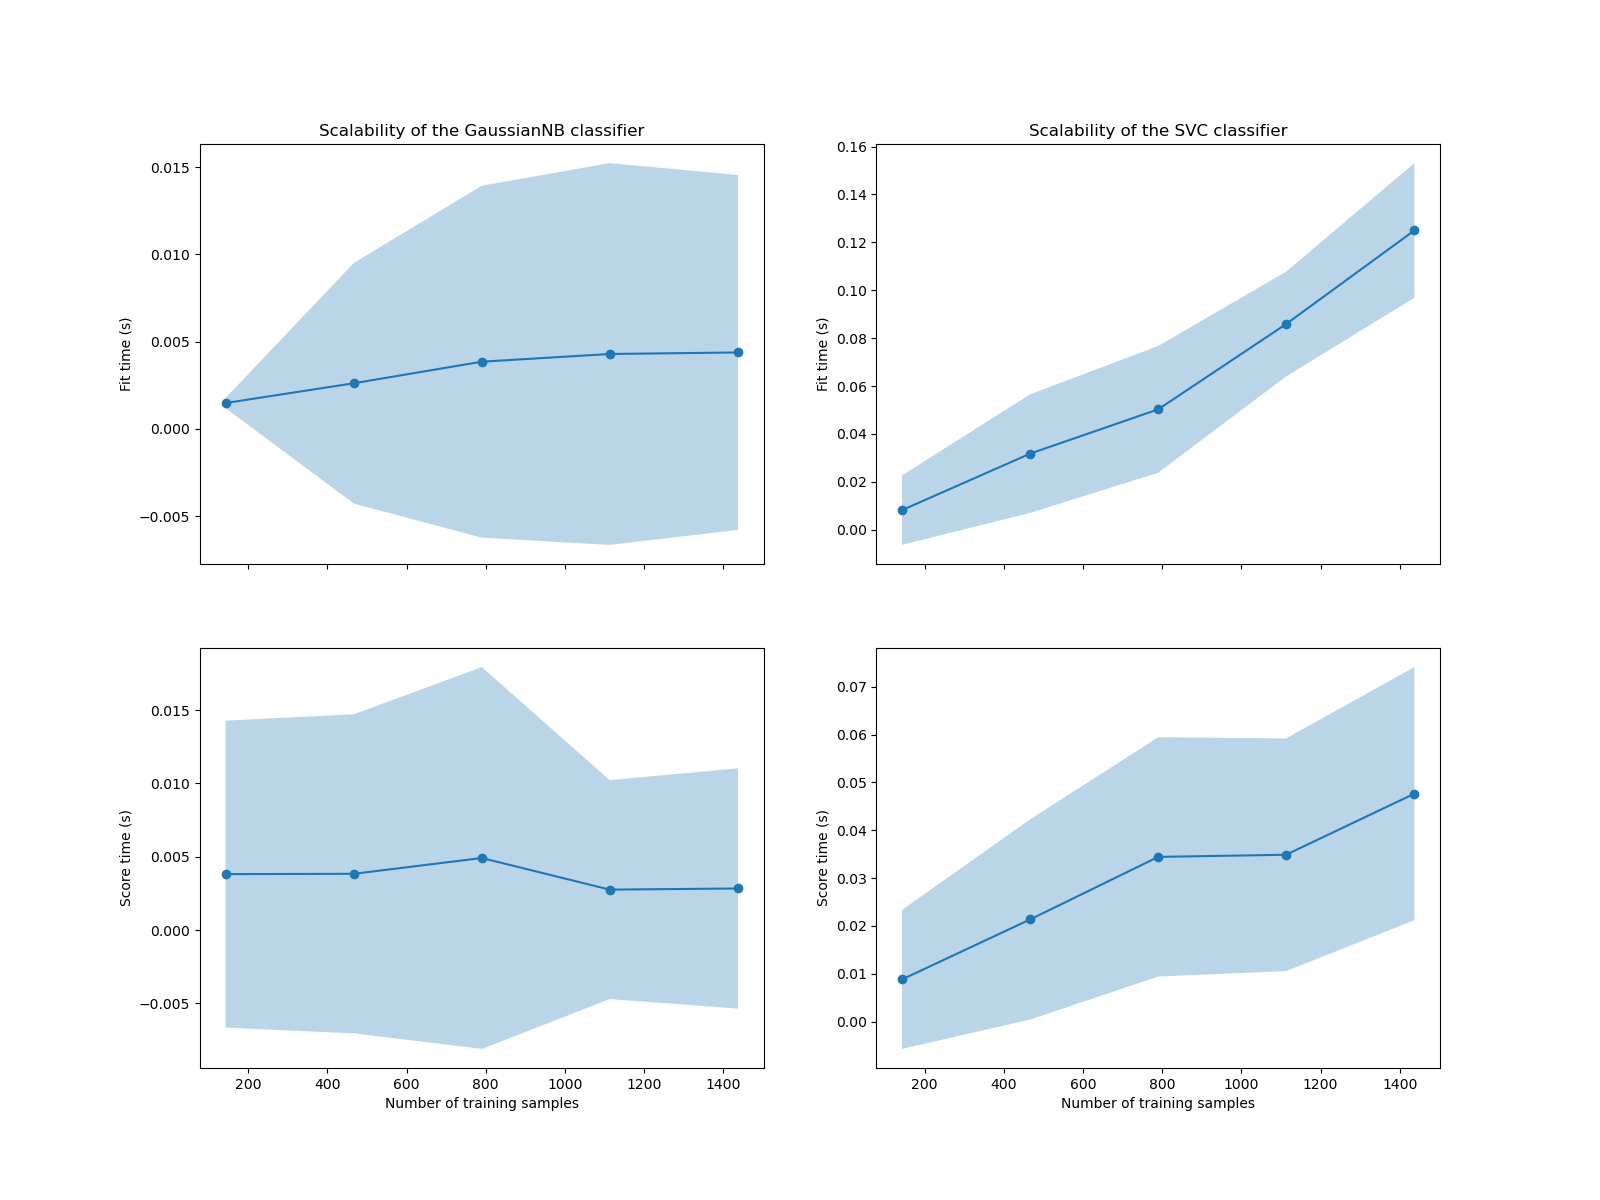 Scalability of the GaussianNB classifier
0.015
0.010
0.005
0.000
−0.005
Fit time (s)
Scalability of the SVC classifier
0.16
0.14
0.12
0.10
0.08
0.06
0.04
0.02
0.00
Fit time (s)
0.015
0.010
0.005
0.000
−0.005
Score time (s)
200 400 600 800 1000 1200 1400
Number of training samples
0.07
0.06
0.05
0.04
0.03
0.02
0.01
0.00
Score time (s)
200 400 600 800 1000 1200 1400
Number of training samples